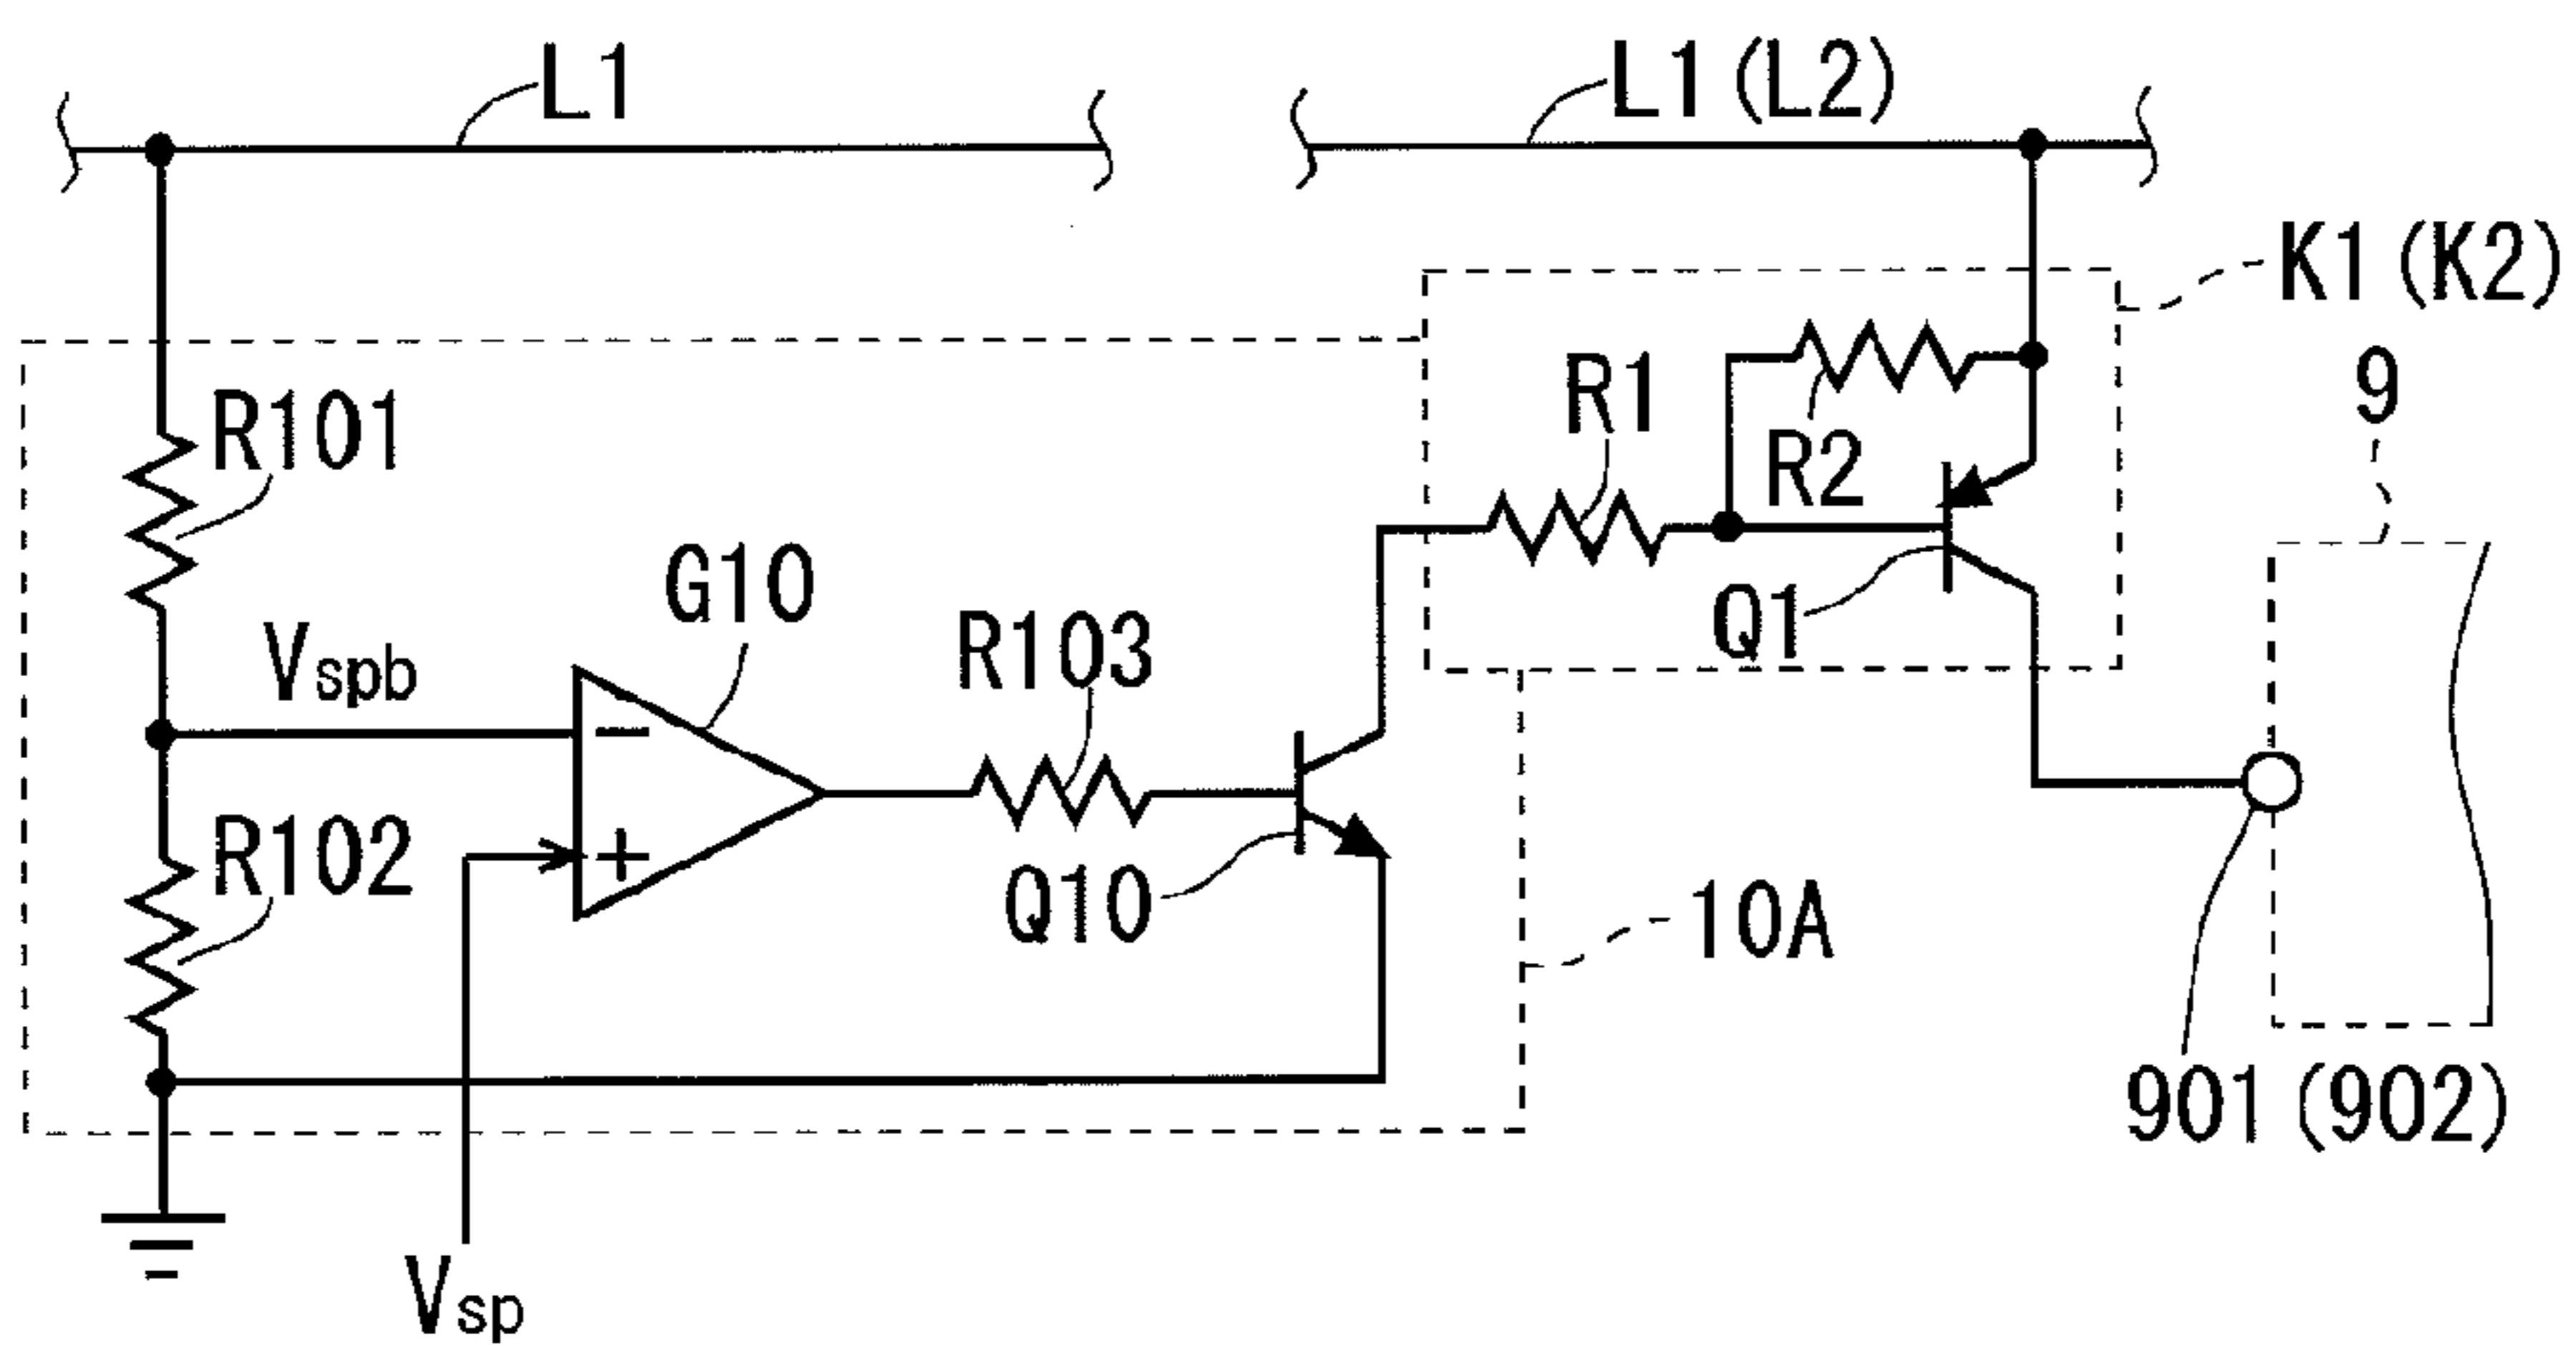 L1
L1 (L2)
K1 (K2)
9
R101
R1
R2
G10
Q1
Vspb
R103
−
R102
+
Q10
10A
901 (902)
Vsp